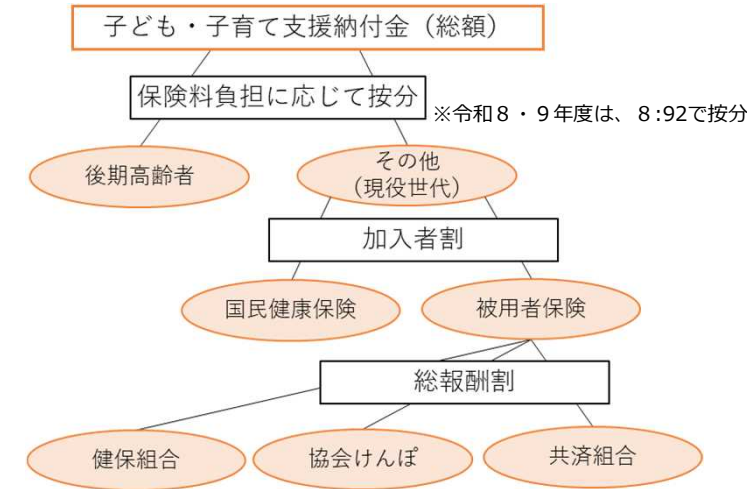 子ども・子育て支援納付金（総額）
保険料負担に応じて按分
※令和８・９年度は、８:92で按分
後期高齢者
その他
（現役世代）
加入者割
国民健康保険
被用者保険
総報酬割
健保組合
協会けんぽ
共済組合